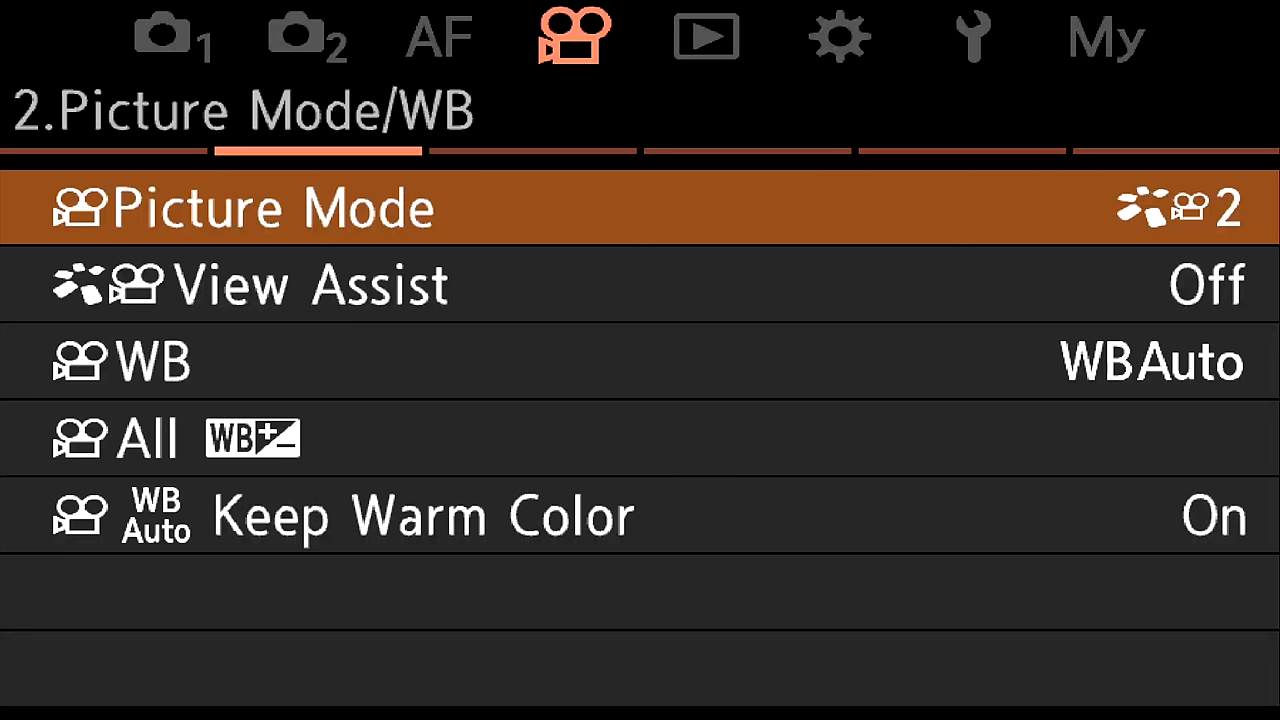 1 2 AF My
2.Picture Mode/WB
Picture Mode 2
View Assist Off
WB WBAuto
All WB+-
WB Auto Keep Warm Color On